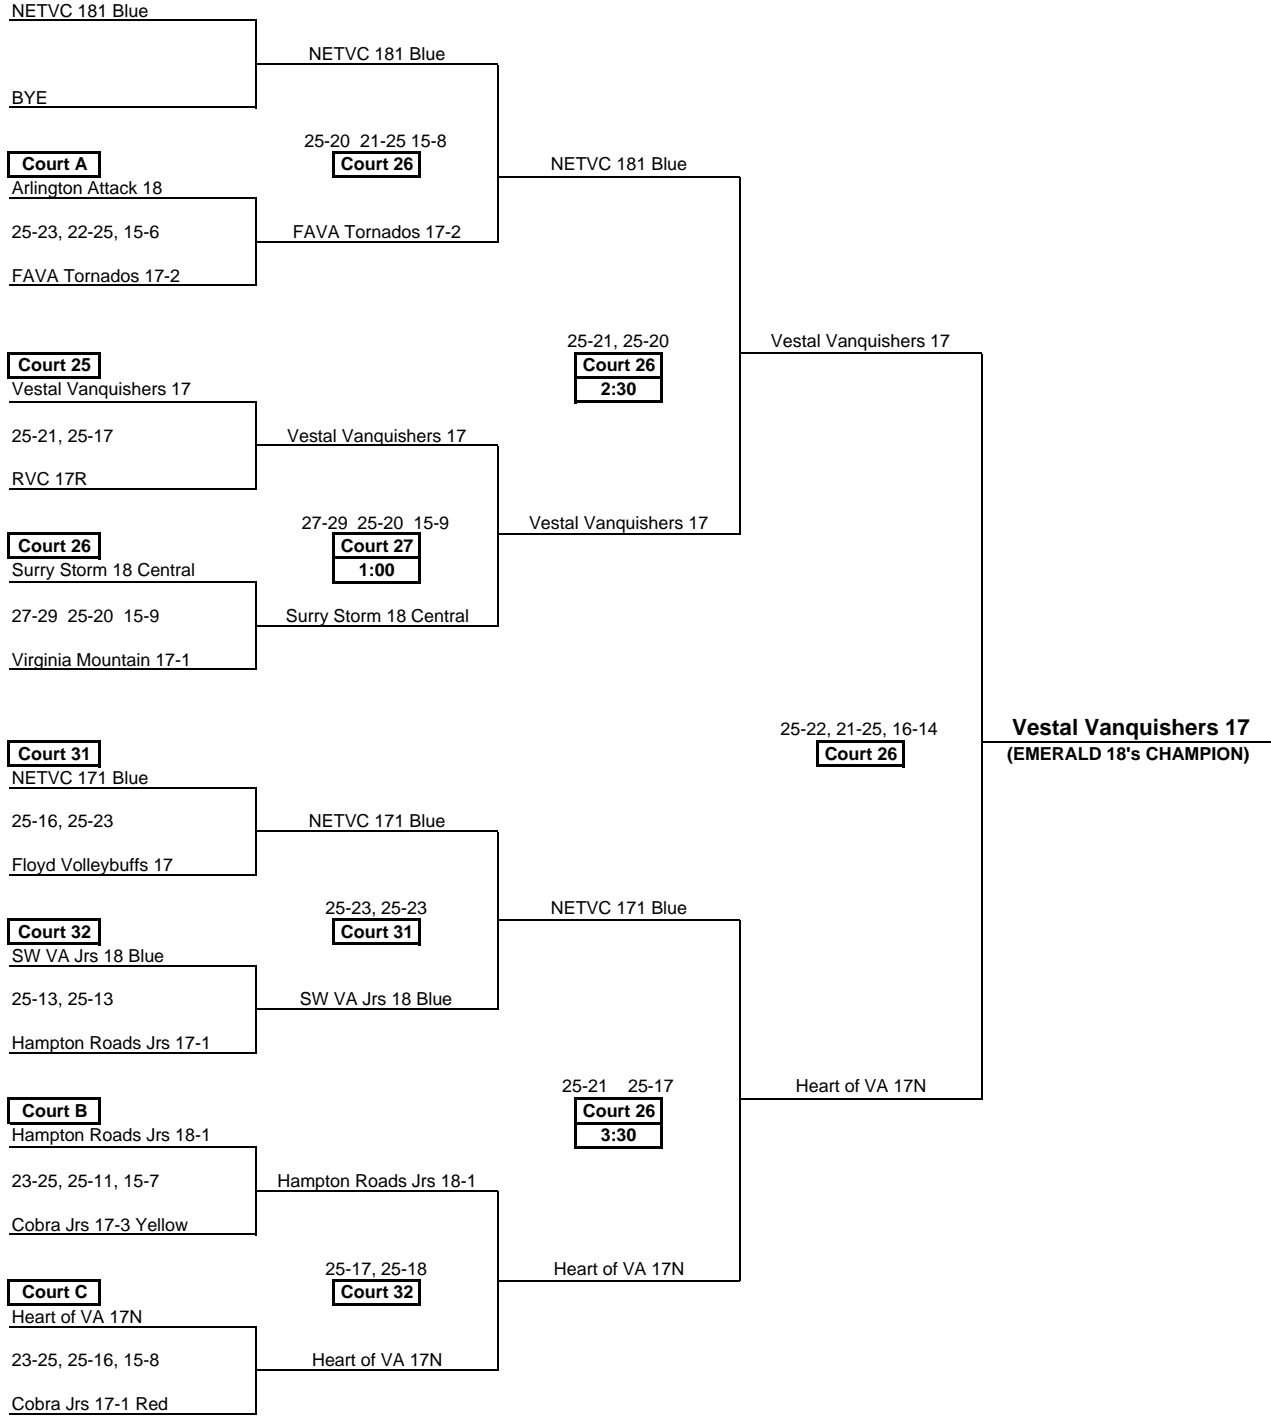 NETVC 181 Blue
NETVC 181 Blue
BYE
25-20 21-25 15-8
Court A
Court 26
NETVC 181 Blue
Arlington Attack 18
25-23, 22-25, 15-6
FAVA Tornados 17-2
FAVA Tornados 17-2
25-21, 25-20
Vestal Vanquishers 17
Court 25
Court 26
Vestal Vanquishers 17
2:30
25-21, 25-17
Vestal Vanquishers 17
RVC 17R
27-29 25-20 15-9
Vestal Vanquishers 17
Court 26
Court 27
Surry Storm 18 Central
1:00
27-29 25-20 15-9
Surry Storm 18 Central
Virginia Mountain 17-1
25-22, 21-25, 16-14
Vestal Vanquishers 17
Court 31
Court 26
(EMERALD 18's CHAMPION)
NETVC 171 Blue
25-16, 25-23
NETVC 171 Blue
Floyd Volleybuffs 17
25-23, 25-23
NETVC 171 Blue
Court 32
Court 31
SW VA Jrs 18 Blue
25-13, 25-13
SW VA Jrs 18 Blue
Hampton Roads Jrs 17-1
25-21 25-17
Heart of VA 17N
Court B
Court 26
Hampton Roads Jrs 18-1
3:30
23-25, 25-11, 15-7
Hampton Roads Jrs 18-1
Cobra Jrs 17-3 Yellow
25-17, 25-18
Heart of VA 17N
Court C
Court 32
Heart of VA 17N
23-25, 25-16, 15-8
Heart of VA 17N
Cobra Jrs 17-1 Red